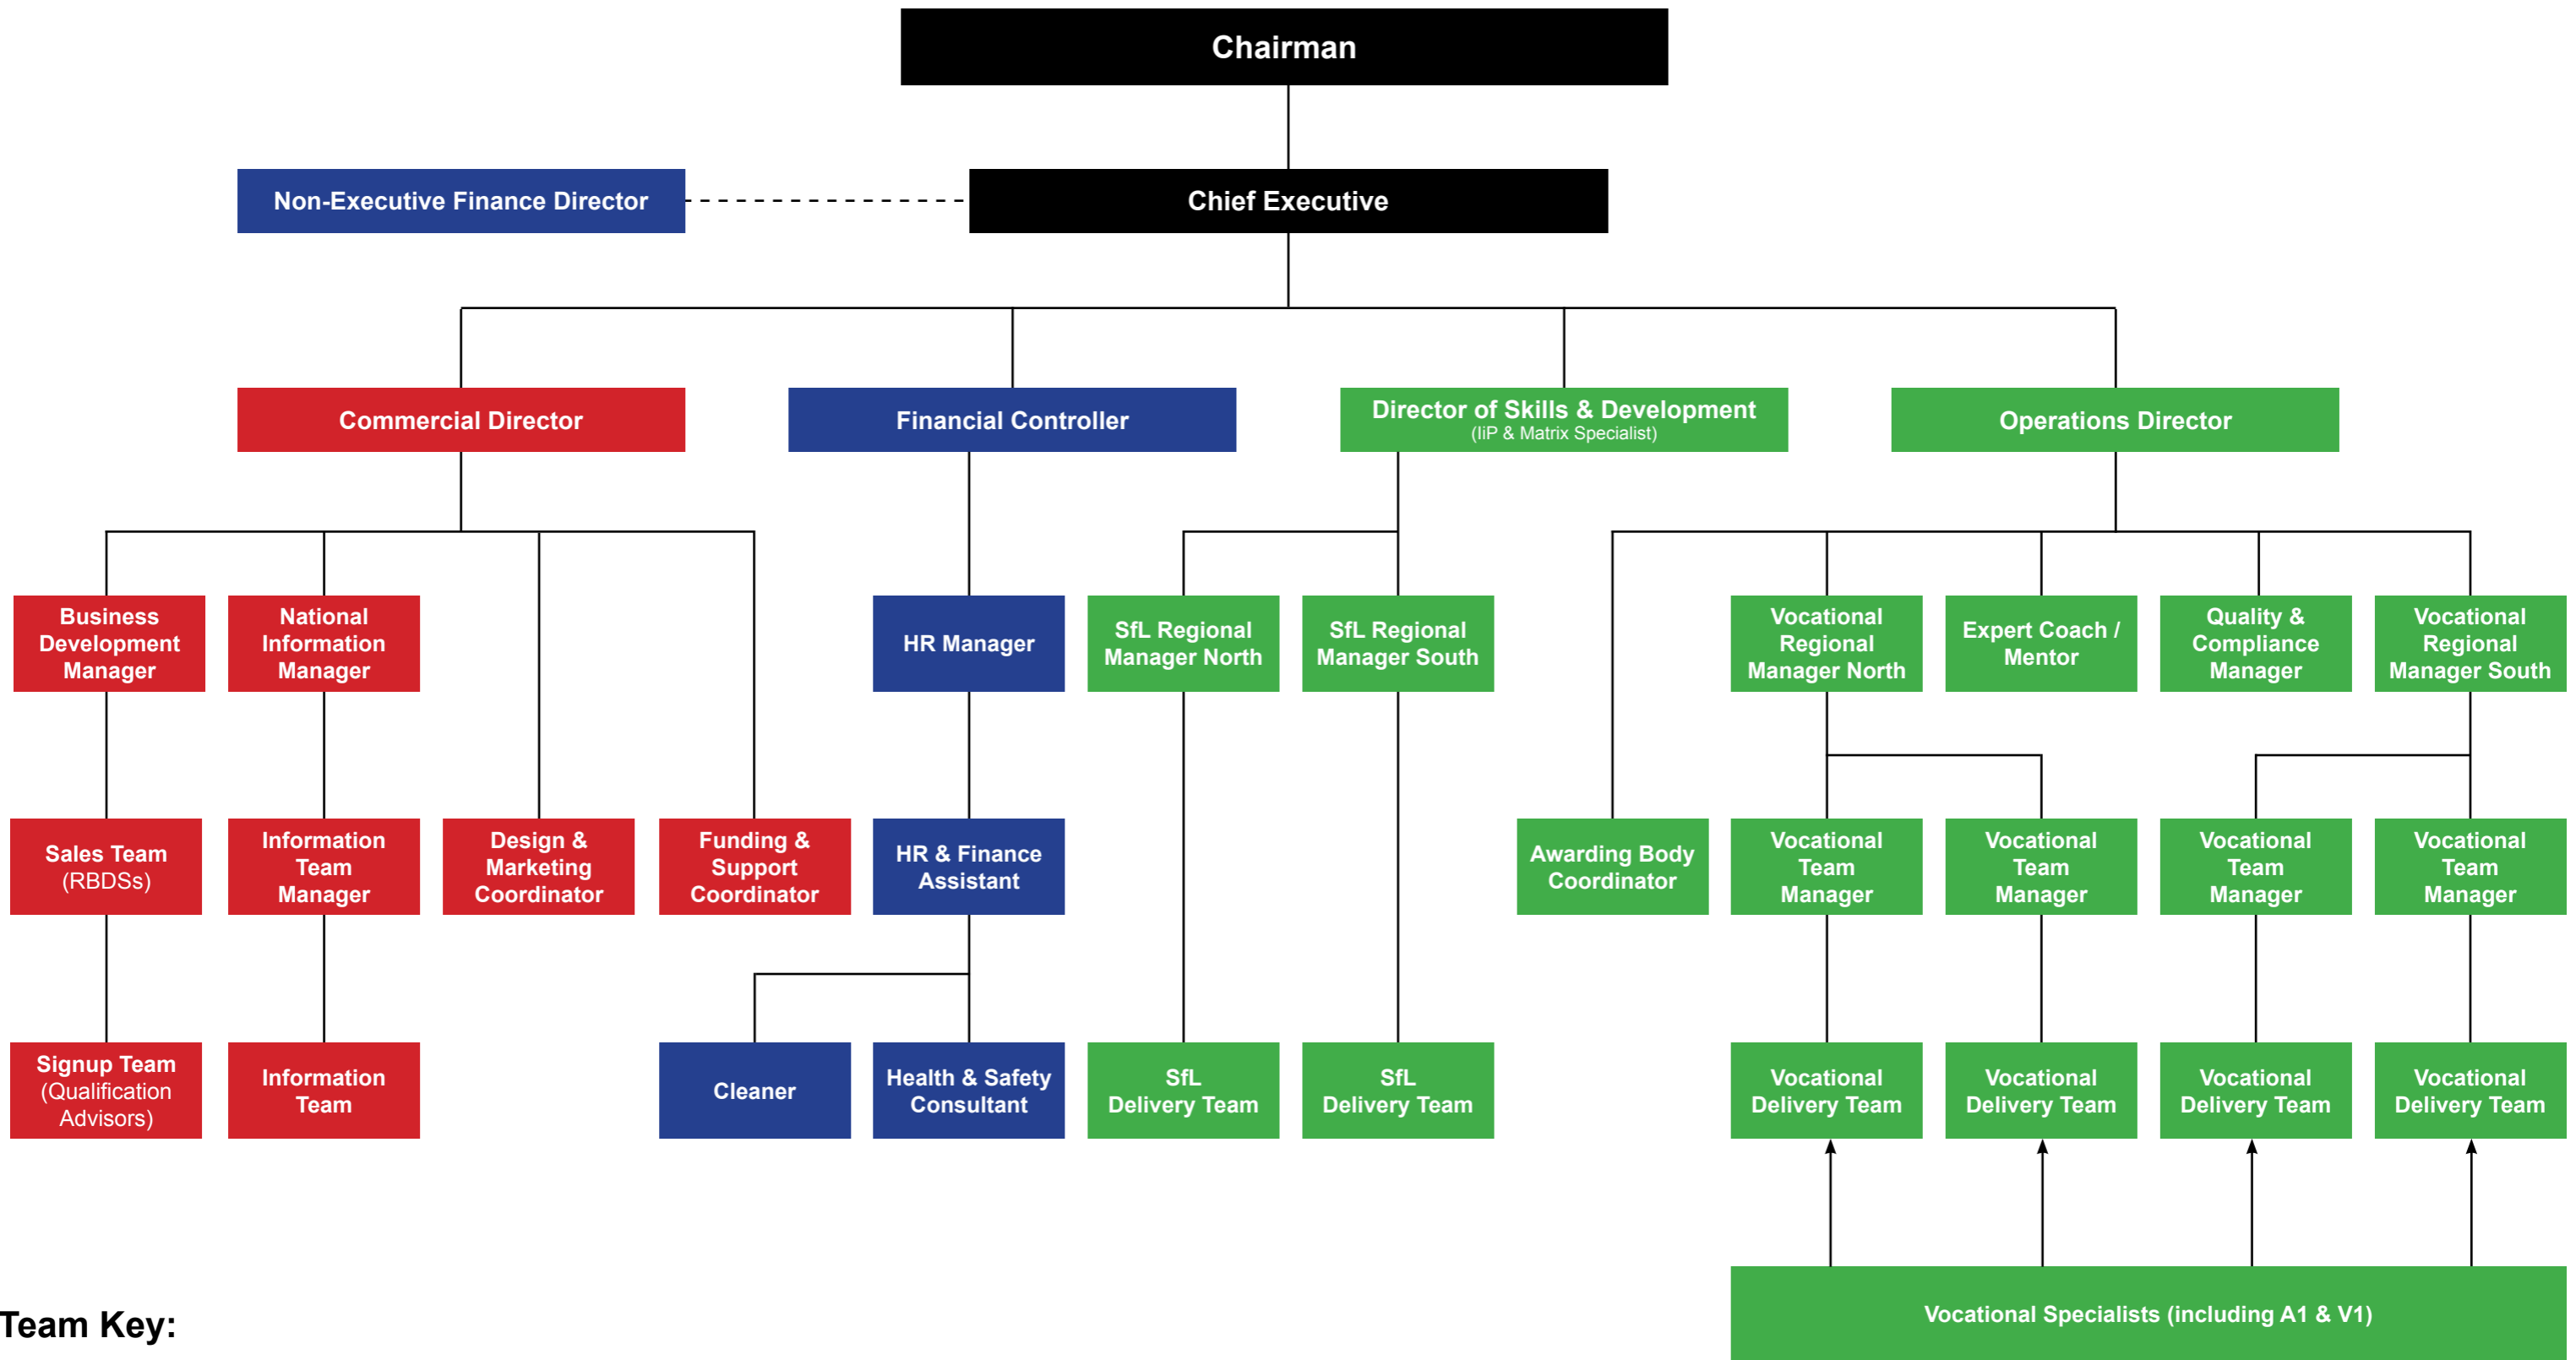 Chairman
Non-Executive Finance Director
Chief Executive
Commercial Director
Financial Controller
Director of Skills & Development
(IiP & Matrix Specialist)
Operations Director
Business
Development
Manager
National
Information
Manager
HR Manager
SfL Regional
Manager North
SfL Regional
Manager South
Vocational
Regional
Manager North
Expert Coach /
Mentor
Quality &
Compliance
Manager
Vocational
Regional
Manager South
Sales Team
(RBDSs)
Information
Team
Manager
Design &
Marketing
Coordinator
Funding &
Support
Coordinator
HR & Finance
Assistant
Awarding Body
Coordinator
Vocational
Team
Manager
Vocational
Team
Manager
Vocational
Team
Manager
Vocational
Team
Manager
Signup Team
(Qualification
Advisors)
Information
Team
Cleaner
Health & Safety
Consultant
SfL
Delivery Team
SfL
Delivery Team
Vocational
Delivery Team
Vocational
Delivery Team
Vocational
Delivery Team
Vocational
Delivery Team
Vocational Specialists (including A1 & V1)
Team Key: